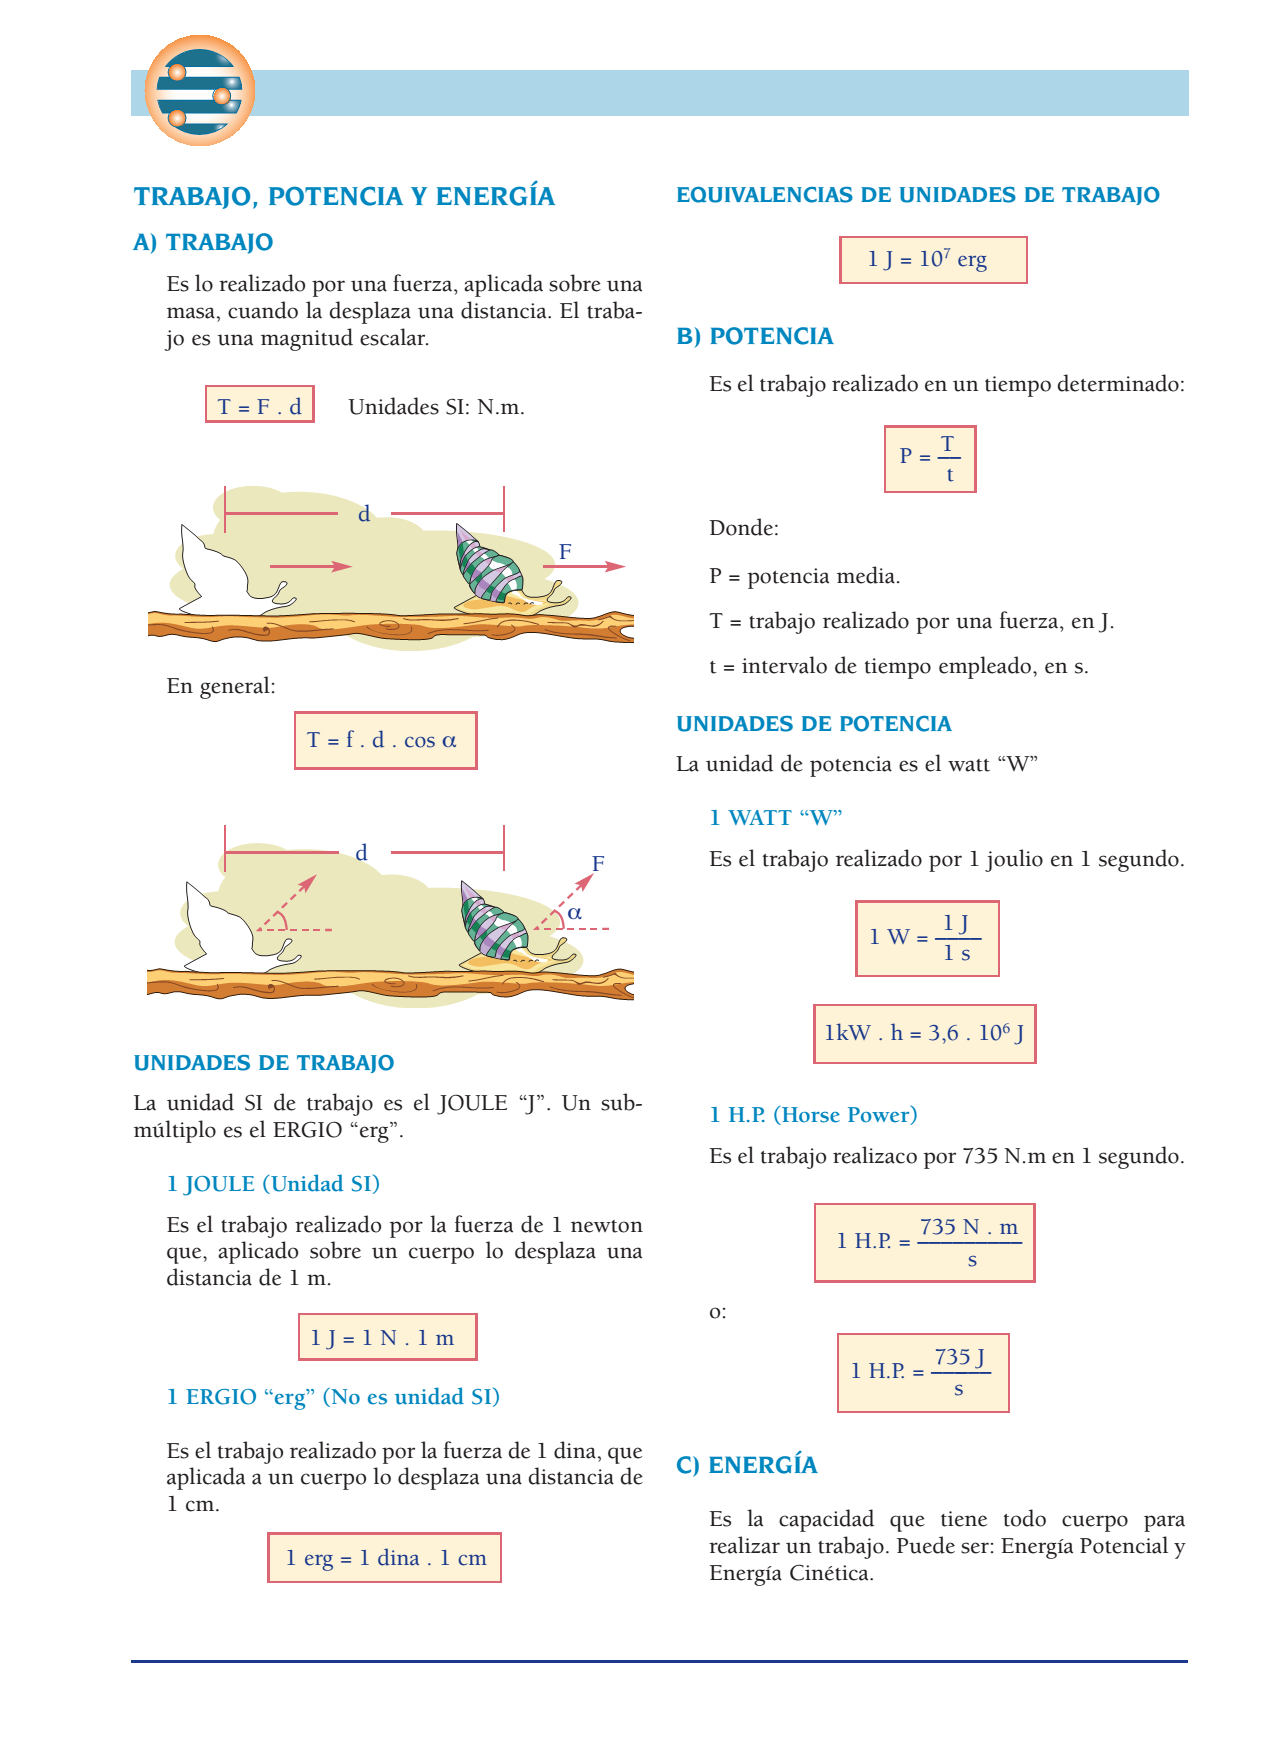 TRABAJO, POTENCIA Y ENERGÍA
A) TRABAJO
Es lo realizado por una fuerza, aplicada sobre una
masa, cuando la desplaza una distancia. El traba-
jo es una magnitud escalar.
T = F . d
Unidades SI: N.m.
d
F
En general:
T = f . d . cos α
d
F
α
UNIDADES DE TRABAJO
La unidad SI de trabajo es el JOULE “J”. Un sub-
múltiplo es el ERGIO “erg”.
1 JOULE (Unidad SI)
Es el trabajo realizado por la fuerza de 1 newton
que, aplicado sobre un cuerpo lo desplaza una
distancia de 1 m.
1 J = 1 N . 1 m
1 ERGIO “erg” (No es unidad SI)
Es el trabajo realizado por la fuerza de 1 dina, que
aplicada a un cuerpo lo desplaza una distancia de
1 cm.
1 erg = 1 dina . 1 cm
EQUIVALENCIAS DE UNIDADES DE TRABAJO
1 J = 10⁷ erg
B) POTENCIA
Es el trabajo realizado en un tiempo determinado:
P = T
t
Donde:
P = potencia media.
T = trabajo realizado por una fuerza, en J.
t = intervalo de tiempo empleado, en s.
UNIDADES DE POTENCIA
La unidad de potencia es el watt “W”
1 WATT “W”
Es el trabajo realizado por 1 joulio en 1 segundo.
1 W = 1 J
1 s
1kW . h = 3,6 . 10⁶ J
1 H.P. (Horse Power)
Es el trabajo realizaco por 735 N.m en 1 segundo.
1 H.P. = 735 N . m
s
o:
1 H.P. = 735 J
s
C) ENERGÍA
Es la capacidad que tiene todo cuerpo para
realizar un trabajo. Puede ser: Energía Potencial y
Energía Cinética.